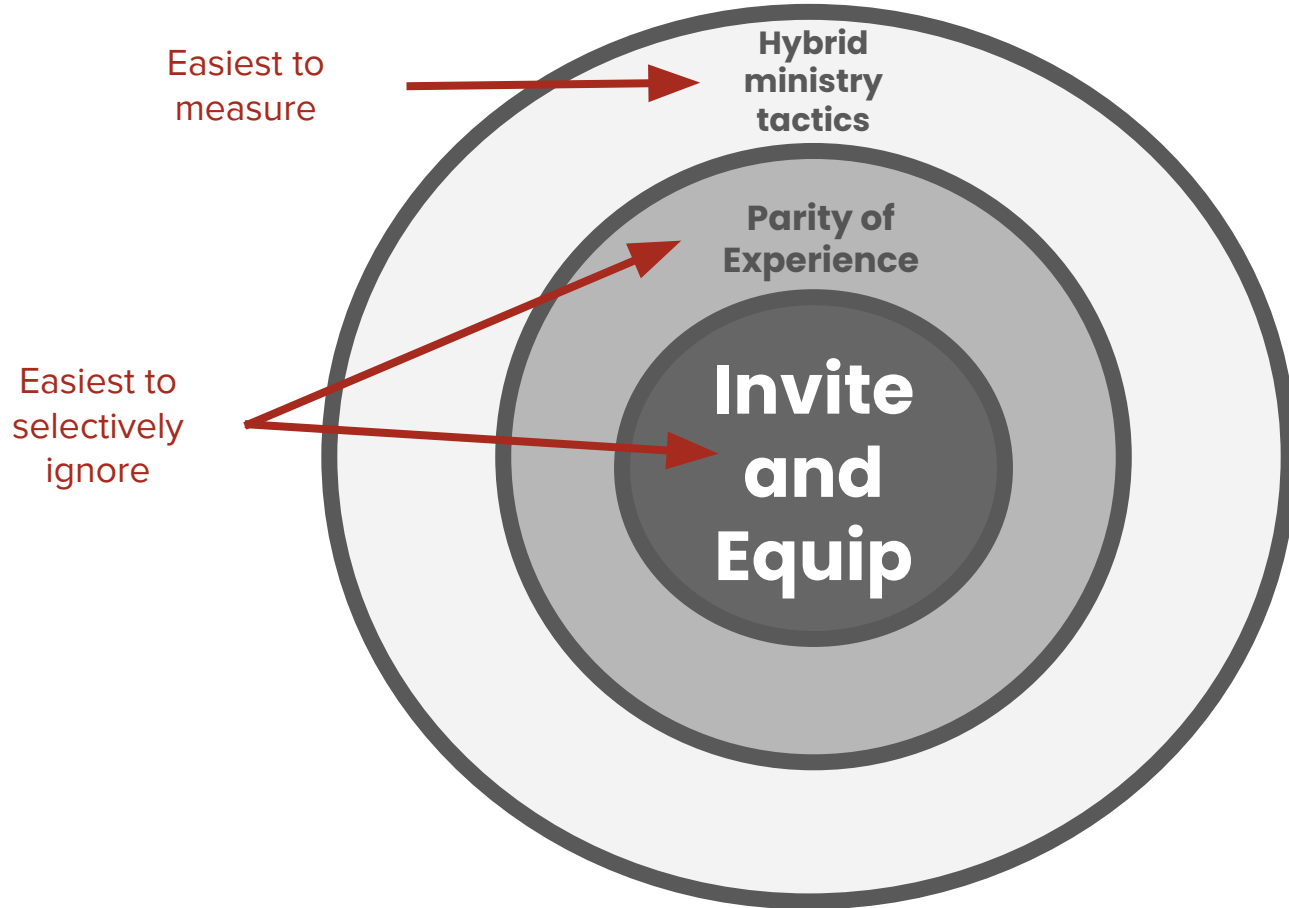 Easiest to
measure
Hybrid
ministry
tactics
Parity of
Experience
Easiest to
selectively
ignore
Invite
and
Equip